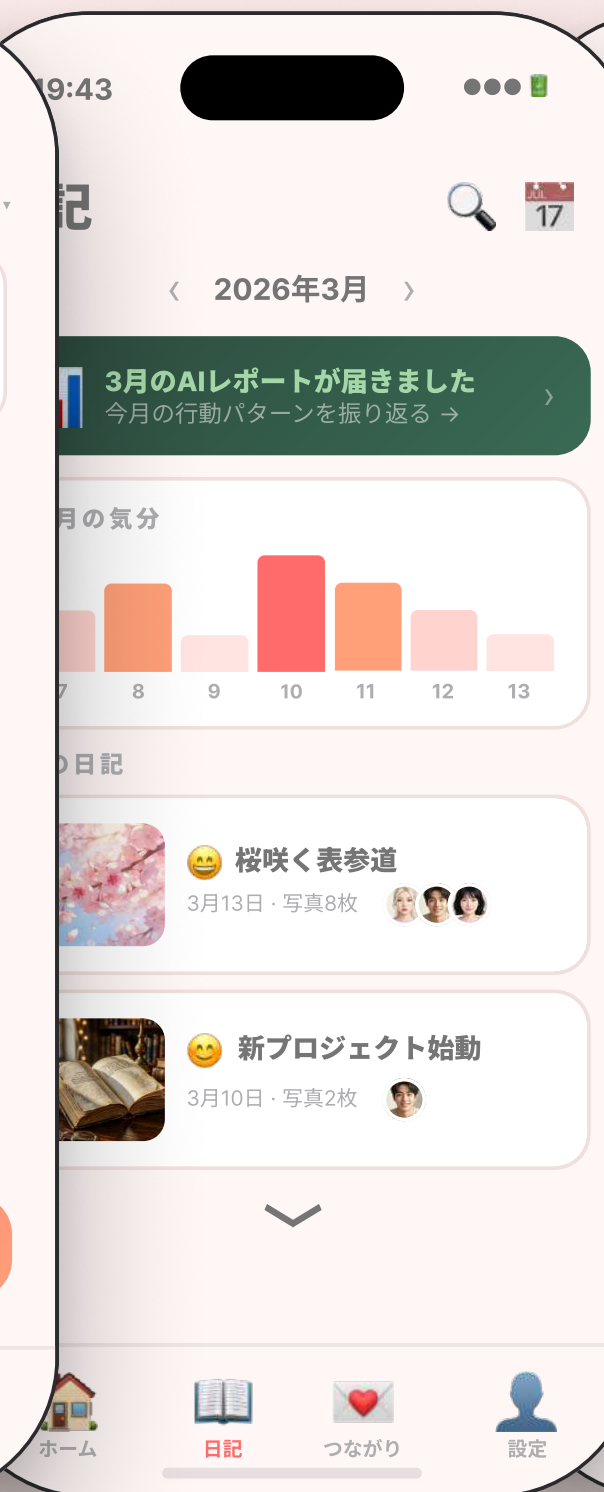 19:43
記
JUL
17
‹ 2026年3月 ›
3月のAIレポートが届きました
今月の行動パターンを振り返る →
月の気分
7 8 9 10 11 12 13
の日記
桜咲く表参道
3月13日 · 写真8枚
新プロジェクト始動
3月10日 · 写真2枚
ホーム 日記 つながり 設定